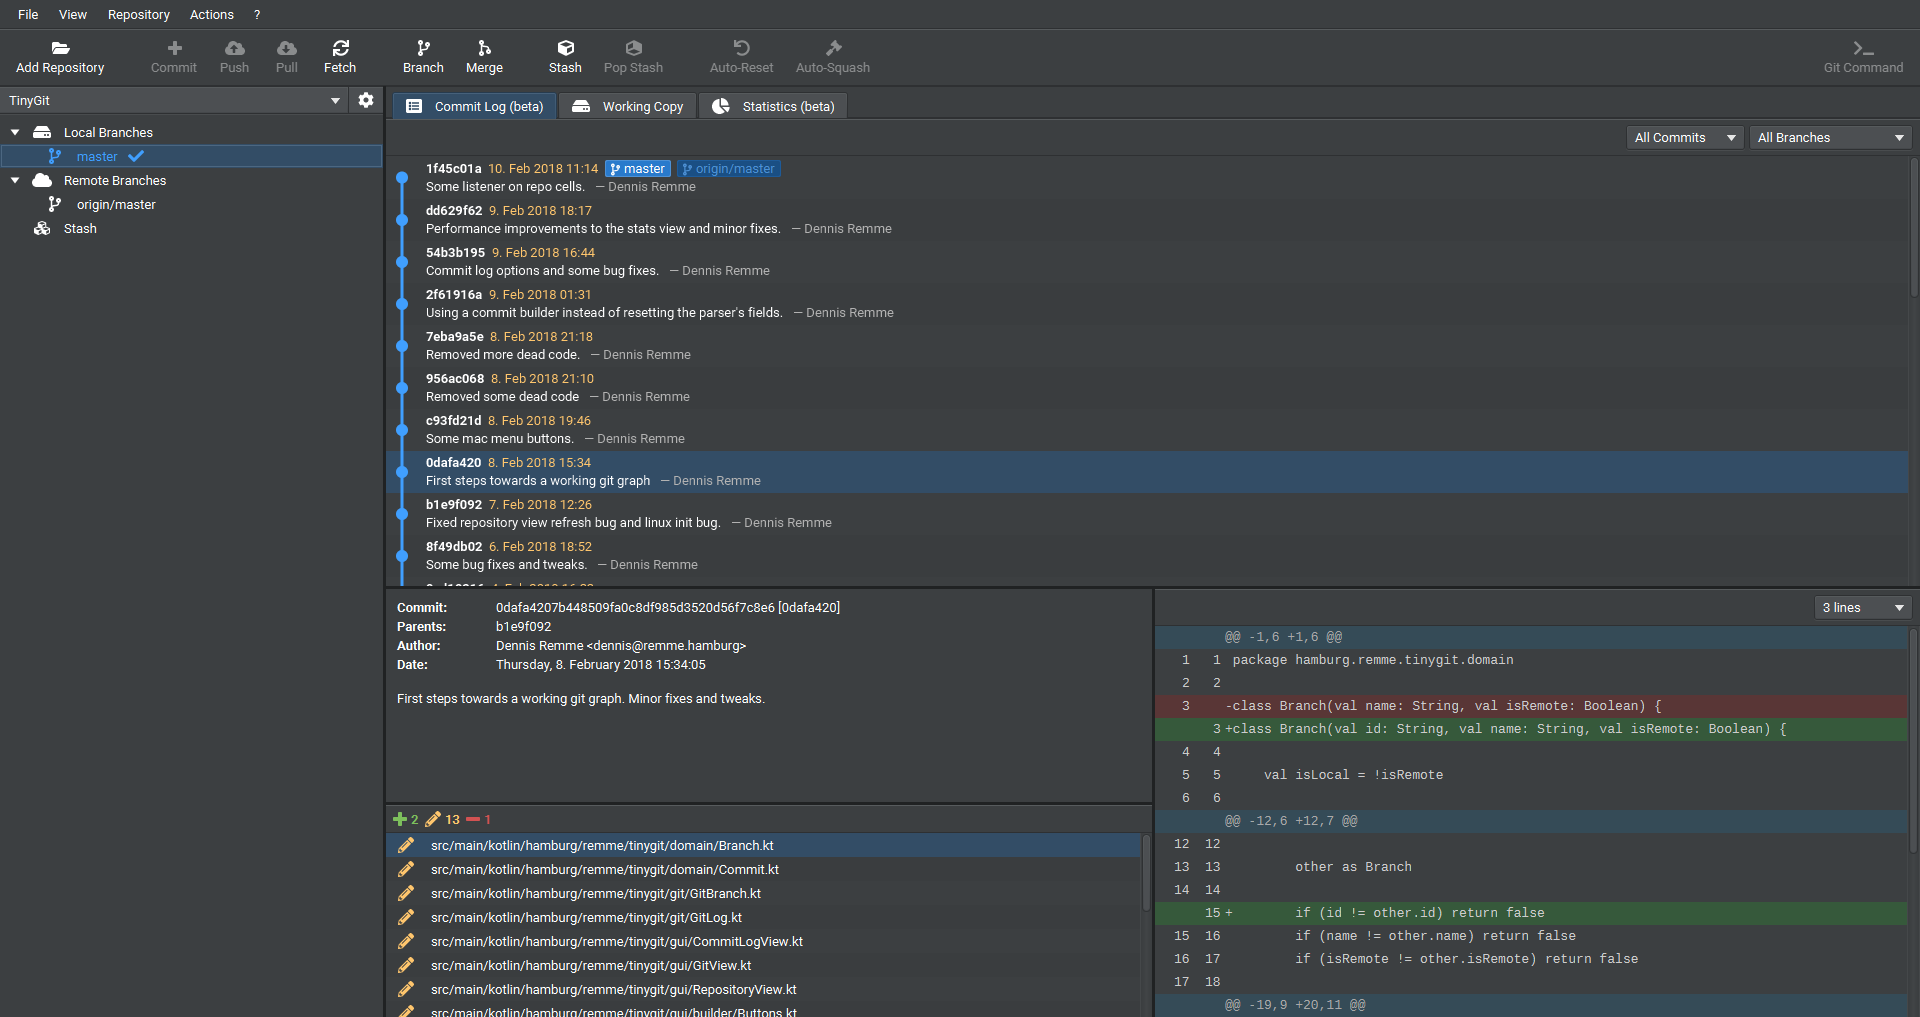 File View Repository Actions ?
Add Repository Commit Push Pull Fetch Branch Merge Stash Pop Stash Auto-Reset Auto-Squash Git Command
TinyGit
Local Branches
master
Remote Branches
origin/master
Stash
Commit Log (beta) Working Copy Statistics (beta)
All Commits All Branches
1f45c01a 10. Feb 2018 11:14 master origin/master
Some listener on repo cells. — Dennis Remme
dd629f62 9. Feb 2018 18:17
Performance improvements to the stats view and minor fixes. — Dennis Remme
54b3b195 9. Feb 2018 16:44
Commit log options and some bug fixes. — Dennis Remme
2f61916a 9. Feb 2018 01:31
Using a commit builder instead of resetting the parser's fields. — Dennis Remme
7eba9a5e 8. Feb 2018 21:18
Removed more dead code. — Dennis Remme
956ac068 8. Feb 2018 21:10
Removed some dead code — Dennis Remme
c93fd21d 8. Feb 2018 19:46
Some mac menu buttons. — Dennis Remme
0dafa420 8. Feb 2018 15:34
First steps towards a working git graph — Dennis Remme
b1e9f092 7. Feb 2018 12:26
Fixed repository view refresh bug and linux init bug. — Dennis Remme
8f49db02 6. Feb 2018 18:52
Some bug fixes and tweaks. — Dennis Remme
Commit: 0dafa4207b448509fa0c8df985d3520d56f7c8e6 [0dafa420]
Parents: b1e9f092
Author: Dennis Remme <dennis@remme.hamburg>
Date: Thursday, 8. February 2018 15:34:05
First steps towards a working git graph. Minor fixes and tweaks.
2 13 1
src/main/kotlin/hamburg/remme/tinygit/domain/Branch.kt
src/main/kotlin/hamburg/remme/tinygit/domain/Commit.kt
src/main/kotlin/hamburg/remme/tinygit/git/GitBranch.kt
src/main/kotlin/hamburg/remme/tinygit/git/GitLog.kt
src/main/kotlin/hamburg/remme/tinygit/gui/CommitLogView.kt
src/main/kotlin/hamburg/remme/tinygit/gui/GitView.kt
src/main/kotlin/hamburg/remme/tinygit/gui/RepositoryView.kt
src/main/kotlin/hamburg/remme/tinygit/gui/builder/Buttons.kt
3 lines
@@ -1,6 +1,6 @@
1 1 package hamburg.remme.tinygit.domain
2 2
3 -class Branch(val name: String, val isRemote: Boolean) {
3 +class Branch(val id: String, val name: String, val isRemote: Boolean) {
4 4
5 5 val isLocal = !isRemote
6 6
@@ -12,6 +12,7 @@
12 12
13 13 other as Branch
14 14
15 + if (id != other.id) return false
15 16 if (name != other.name) return false
16 17 if (isRemote != other.isRemote) return false
17 18
@@ -19,9 +20,11 @@